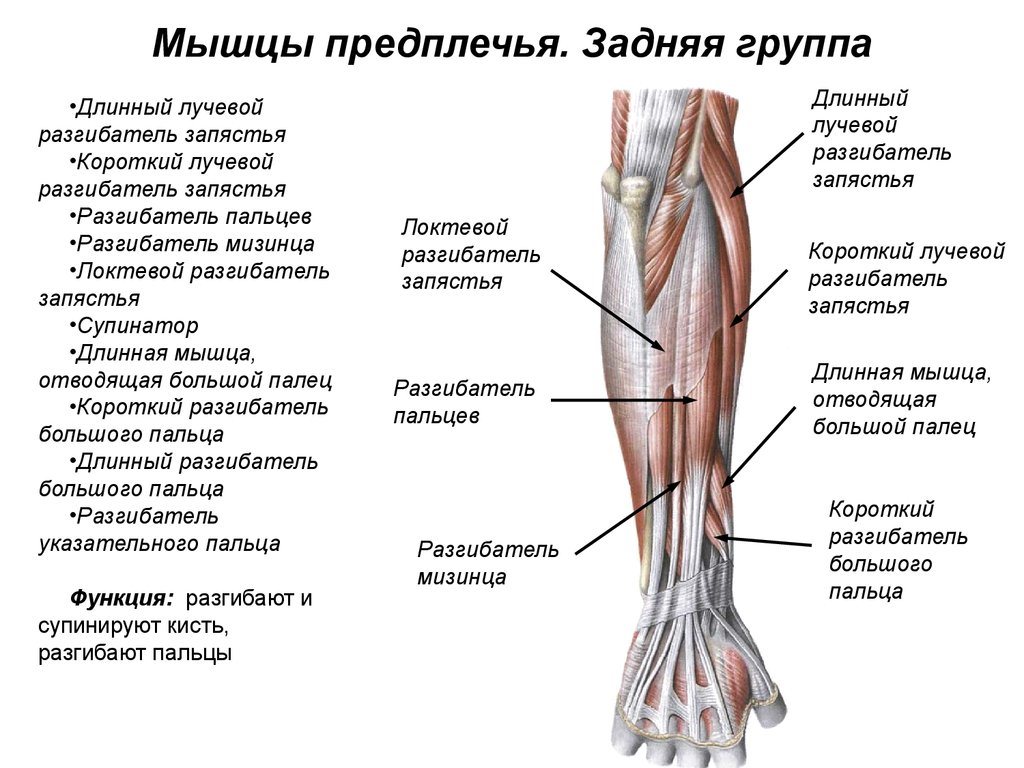 Мышцы предплечья. Задняя группа
•Длинный лучевой
разгибатель запястья
•Короткий лучевой
разгибатель запястья
•Разгибатель пальцев
•Разгибатель мизинца
•Локтевой разгибатель
запястья
•Супинатор
•Длинная мышца,
отводящая большой палец
•Короткий разгибатель
большого пальца
•Длинный разгибатель
большого пальца
•Разгибатель
указательного пальца
Функция: разгибают и
супинируют кисть,
разгибают пальцы
Локтевой
разгибатель
запястья
Разгибатель
пальцев
Разгибатель
мизинца
Длинный
лучевой
разгибатель
запястья
Короткий лучевой
разгибатель
запястья
Длинная мышца,
отводящая
большой палец
Короткий
разгибатель
большого
пальца